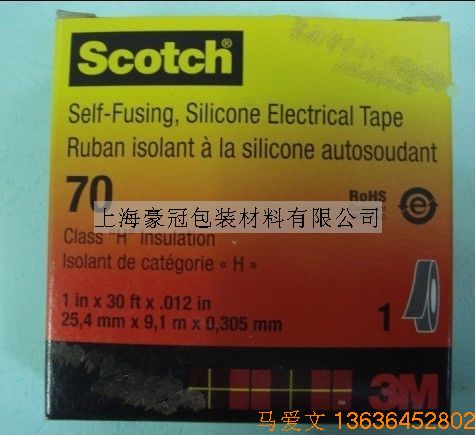 Scotch®
Self-Fusing, Silicone Electrical Tape
Ruban isolant à la silicone autosoudant
70
RoHS
上海豪冠包装材料有限公司
Class "H" Insulation
Isolant de catégorie « H »
1 in x 30 ft x .012 in
25,4 mm x 9,1 m x 0,305 mm
1
3M
马爱文 13636452802